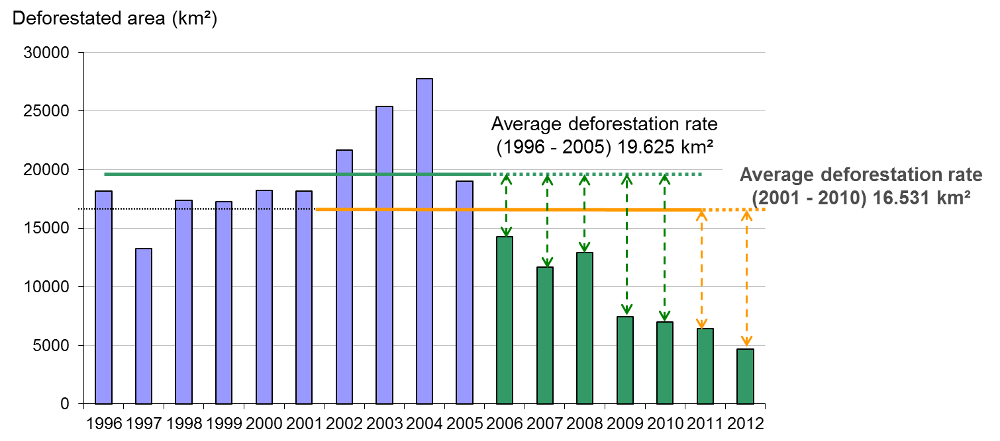 Deforestated area (km²)
30000
25000
20000
15000
10000
5000
0
Average deforestation rate
(1996 - 2005) 19.625 km²
Average deforestation rate
(2001 - 2010) 16.531 km²
1996 1997 1998 1999 2000 2001 2002 2003 2004 2005 2006 2007 2008 2009 2010 2011 2012